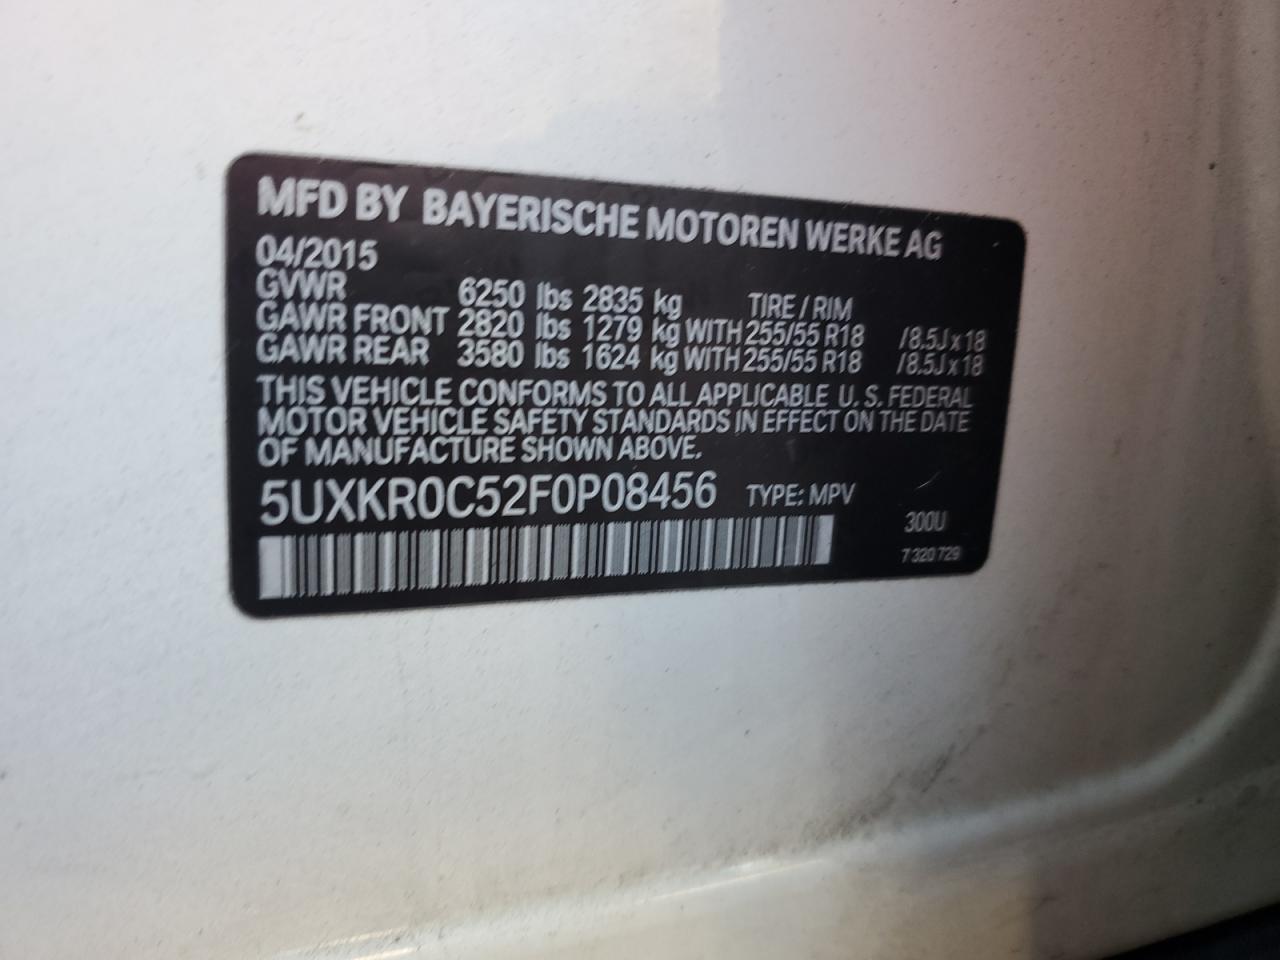 MFD BY BAYERISCHE MOTOREN WERKE AG
04/2015
GVWR 6250 lbs 2835 kg TIRE / RIM
GAWR FRONT 2820 lbs 1279 kg WITH 255/55 R18 /8.5J x 18
GAWR REAR 3580 lbs 1624 kg WITH 255/55 R18 /8.5J x 18
THIS VEHICLE CONFORMS TO ALL APPLICABLE U. S. FEDERAL
MOTOR VEHICLE SAFETY STANDARDS IN EFFECT ON THE DATE
OF MANUFACTURE SHOWN ABOVE.
5UXKR0C52F0P08456 TYPE: MPV
300U
7 320 729